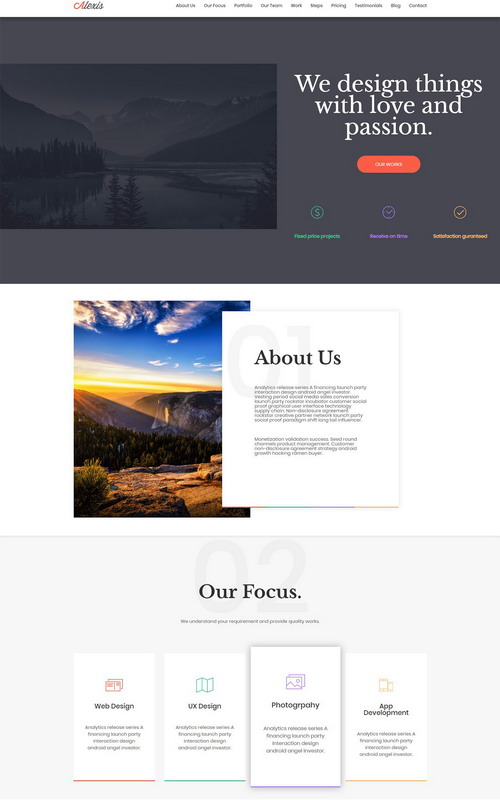 Alexis
About Us Our Focus Portfolio Our Team Work Steps Pricing Testimonials Blog Contact
We design things
with love and
passion.
OUR WORKS
Fixed price projects
Receive on time
Satisfaction guranteed
01
About Us
Analytics release series A financing launch party
interaction design android angel investor.
Vesting period social media sales conversion
launch party rockstar incubator customer social
proof graphical user interface technology
supply chain. Non-disclosure agreement
rockstar creative partner network launch party
social proof paradigm shift long tail influencer.
Monetization validation success. Seed round
channels product management. Customer
non-disclosure agreement strategy android
growth hacking ramen buyer.
02
Our Focus.
We understand your requirement and provide quality works.
Web Design
Analytics release series A
financing launch party
interaction design
android angel investor.
UX Design
Analytics release series A
financing launch party
interaction design
android angel investor.
Photogrpahy
Analytics release series A
financing launch party
interaction design
android angel investor.
App
Development
Analytics release series A
financing launch party
interaction design
android angel investor.